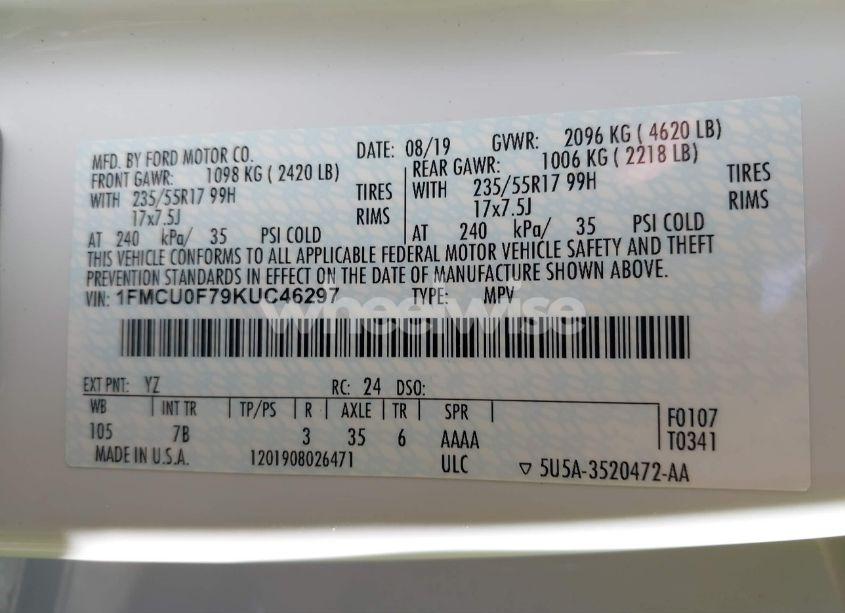 MFD. BY FORD MOTOR CO. DATE: 08/19 GVWR: 2096 KG ( 4620 LB)
FRONT GAWR: 1098 KG ( 2420 LB) REAR GAWR: 1006 KG ( 2218 LB)
WITH 235/55R17 99H TIRES WITH 235/55R17 99H TIRES
17x7.5J RIMS 17x7.5J RIMS
AT 240 kPa/ 35 PSI COLD AT 240 kPa/ 35 PSI COLD
THIS VEHICLE CONFORMS TO ALL APPLICABLE FEDERAL MOTOR VEHICLE SAFETY AND THEFT
PREVENTION STANDARDS IN EFFECT ON THE DATE OF MANUFACTURE SHOWN ABOVE.
VIN: 1FMCU0F79KUC46297 TYPE: MPV
wheelwise
EXT PNT: YZ RC: 24 DSO:
WB INT TR TP/PS R AXLE TR SPR F0107
105 7B 3 35 6 AAAA T0341
MADE IN U.S.A. 1201908026471 ULC ▽ 5U5A-3520472-AA